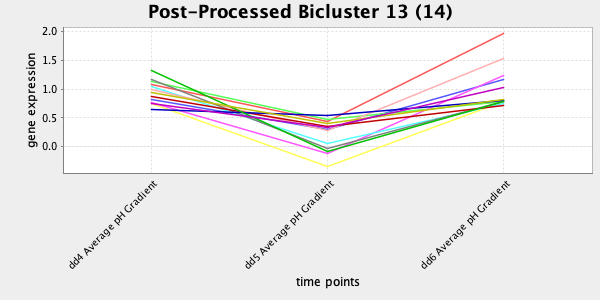 Post-Processed Bicluster 13 (14)
gene expression
2.0
1.5
1.0
0.5
0.0
dd4 Average pH Gradient
dd5 Average pH Gradient
dd6 Average pH Gradient
time points